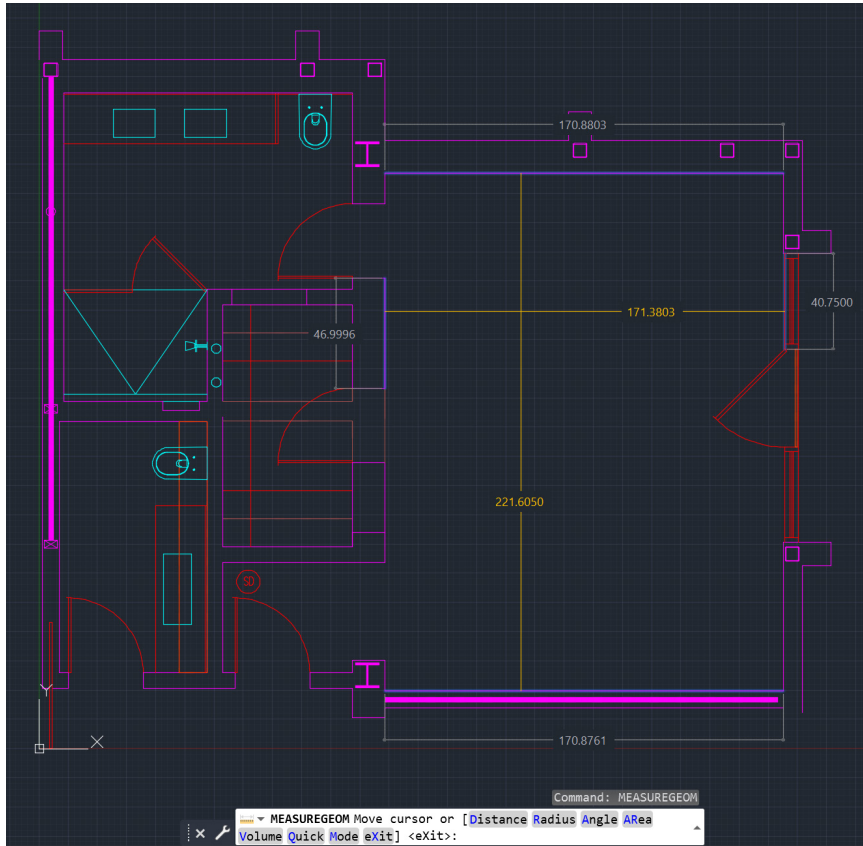 170.8803
40.7500
171.3803
46.9996
221.6050
SD
Y
170.8761
X
Command: MEASUREGEOM
MEASUREGEOM Move cursor or [Distance Radius Angle ARea
Volume Quick Mode eXit] <eXit>: